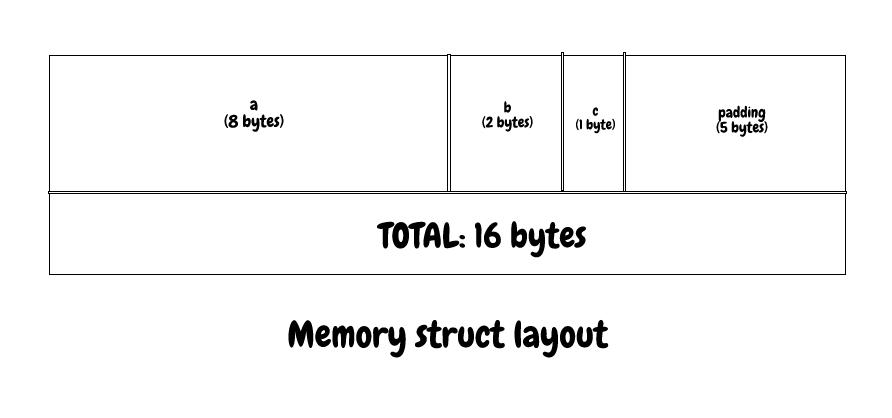 a
(8 bytes)
b
(2 bytes)
c
(1 byte)
padding
(5 bytes)
TOTAL: 16 bytes
Memory struct layout